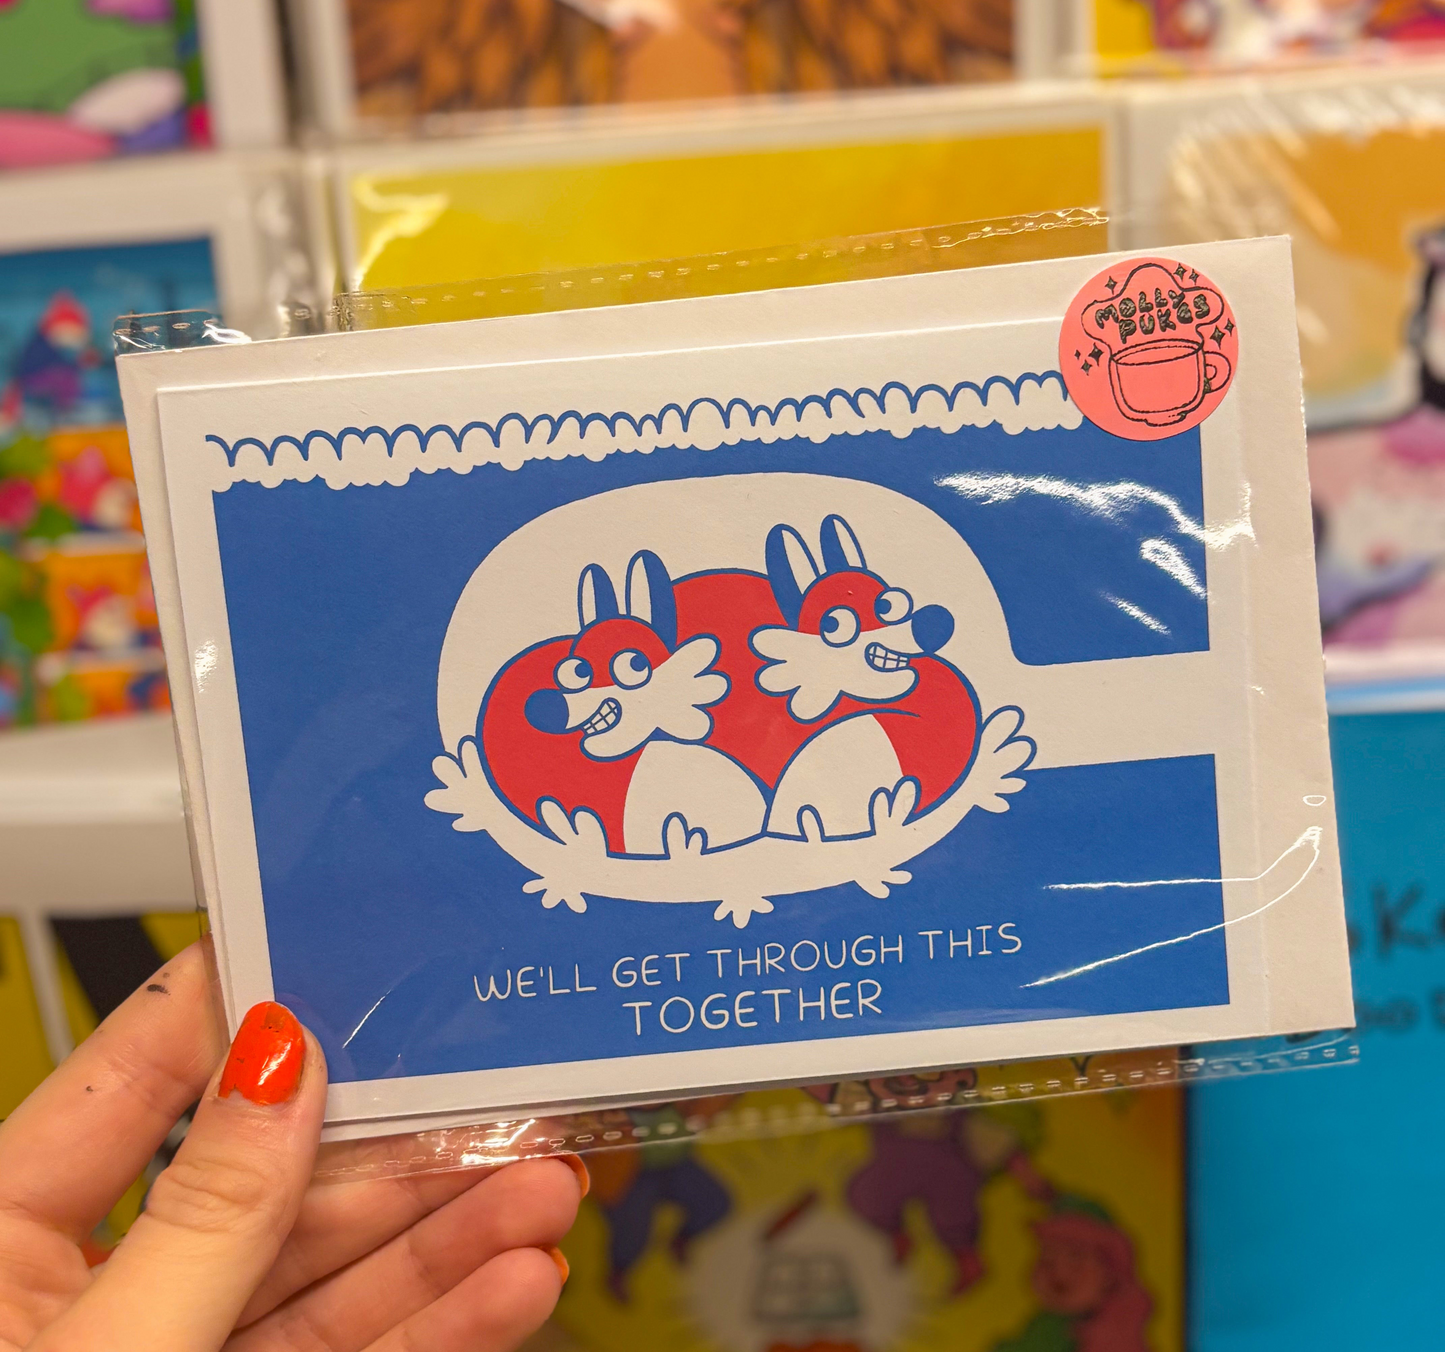 MOLLY
PUKES
WE'LL GET THROUGH THIS
TOGETHER